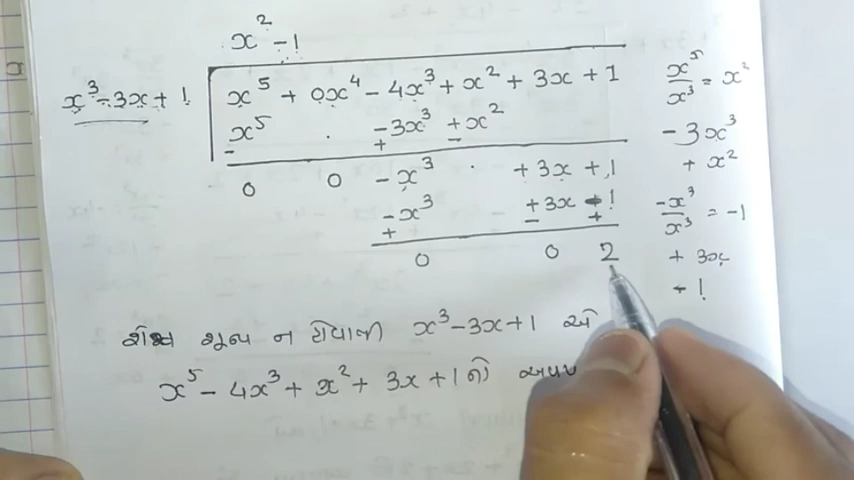 x² - 1
x³ - 3x + 1
x⁵ + 0x⁴ - 4x³ + x² + 3x + 1
x⁵ - 3x³ + x²
- + -
0 0 - x³ + 3x + 1
- x³ + 3x - 1
+ - +
0 0 2
x⁵/x³ = x²
- 3x³
+ x²
-x³/x³ = -1
+ 3x
- 1
શેષ શૂન્ય ન હોવાથી x³ - 3x + 1 એ
x⁵ - 4x³ + x² + 3x + 1 નો અવય